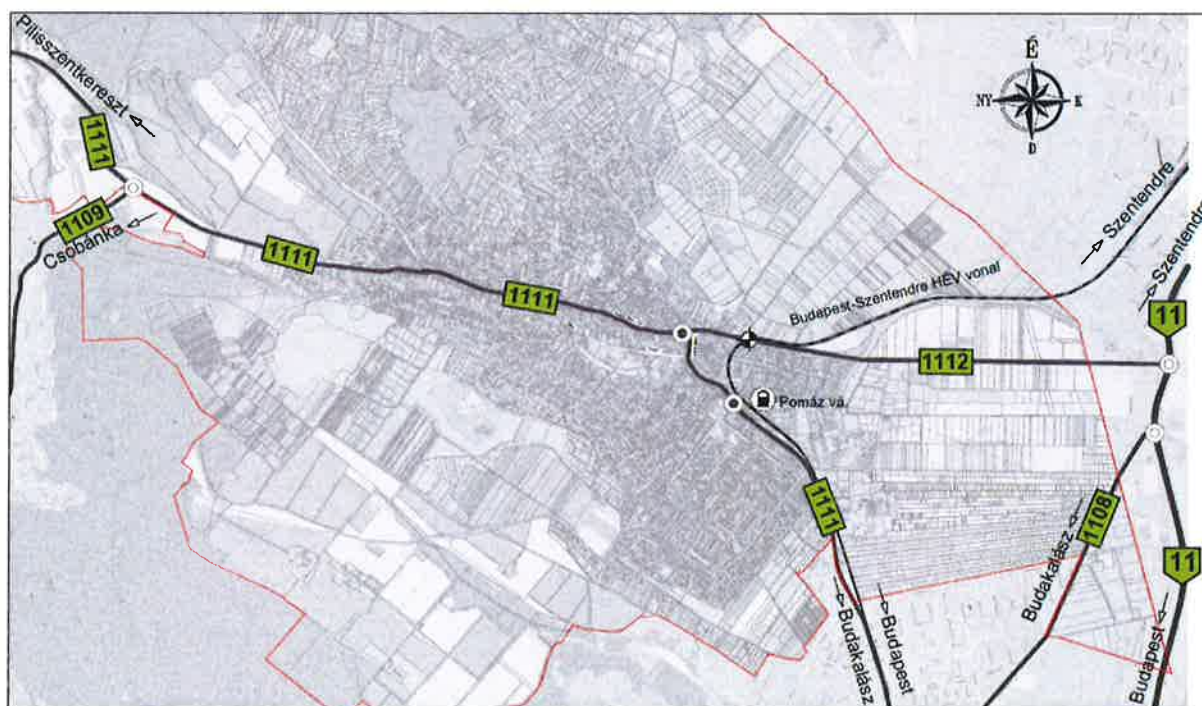 Pilisszentkereszt
1111
1109
Csobánka
1111
1111
Budapest-Szentendre HÉV vonal
Szentendre
Szentendre
11
1112
Pomáz vá.
1111
1108
Budakalász
11
Budakalász
Budapest
Budapest
É
NY
K
D